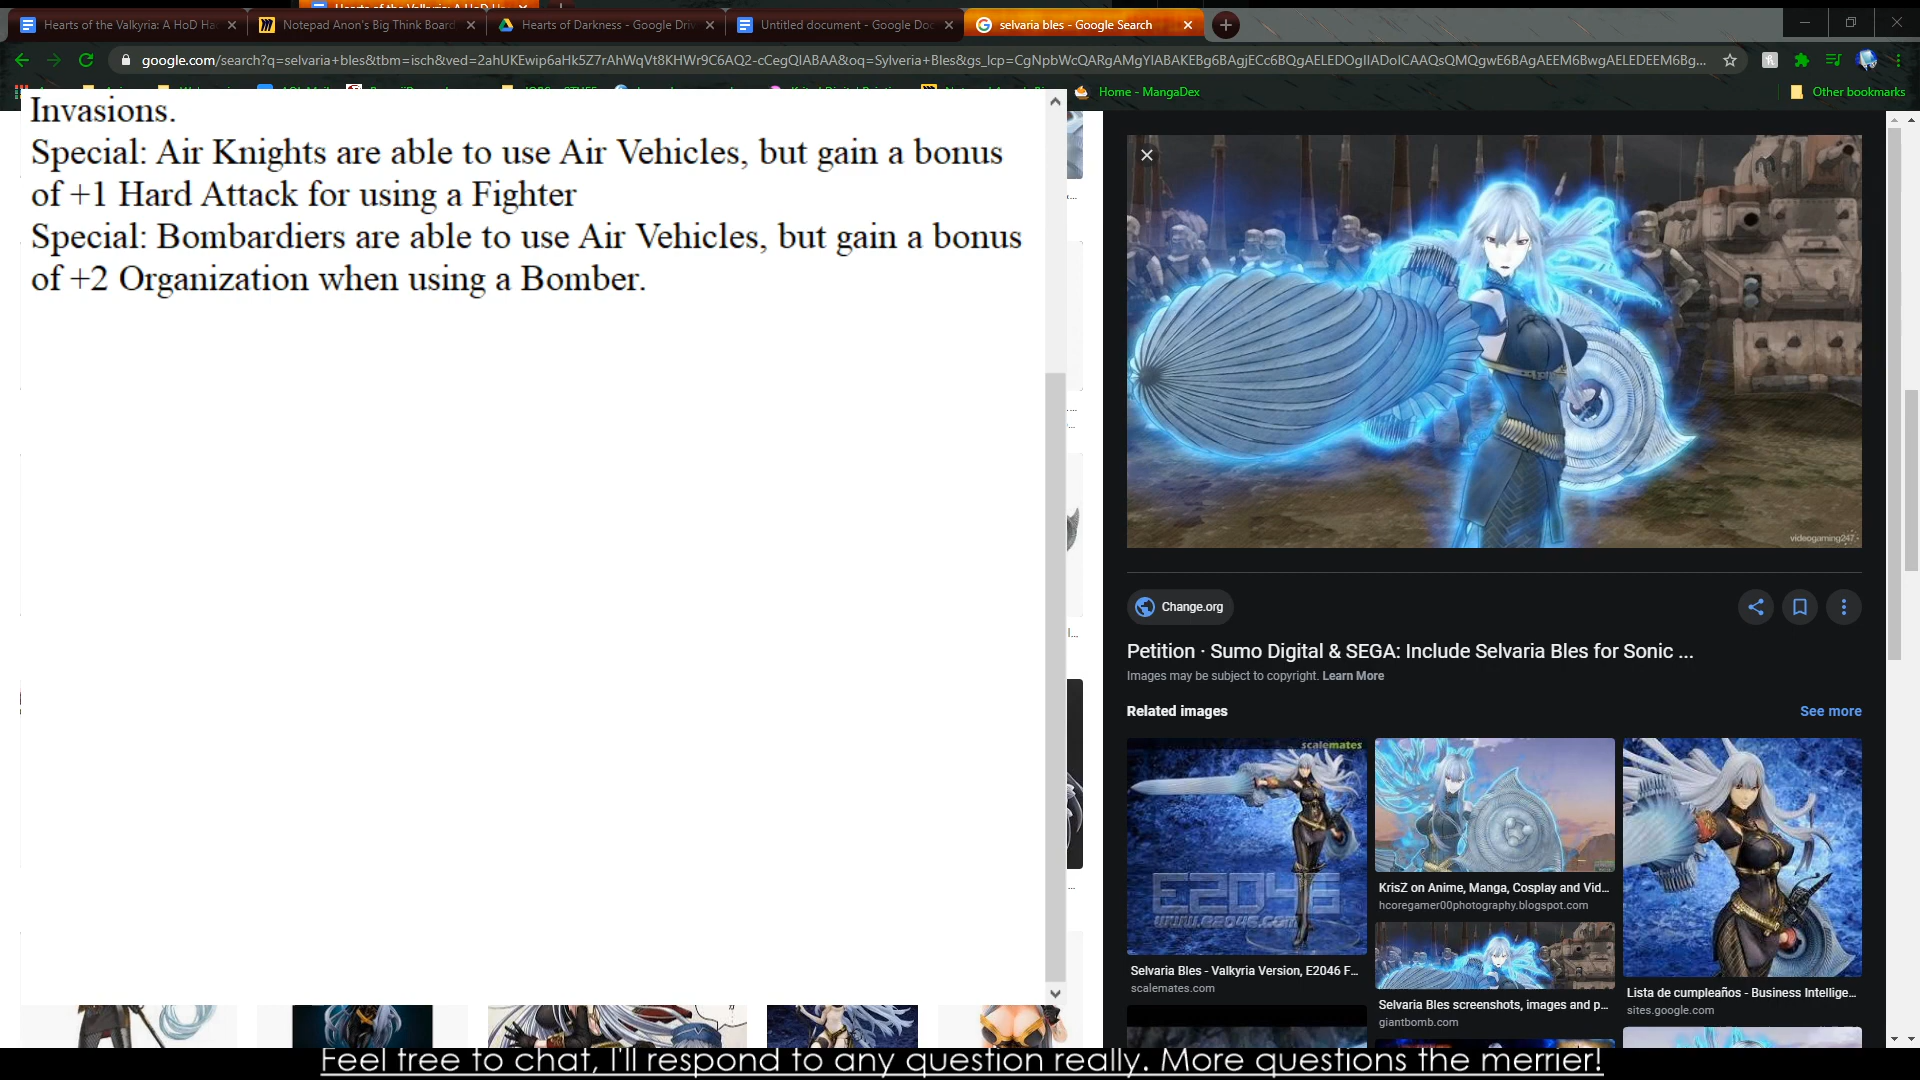 Hearts of the Valkyria: A HoD Ha
Notepad Anon's Big Think Board
Hearts of Darkness - Google Driv
Untitled document - Google Doc
selvaria bles - Google Search
google.com/search?q=selvaria+bles&tbm=isch&ved=2ahUKEwip6aHk5Z7rAhWqVt8KHWr9C6AQ2-cCegQIABAA&oq=Sylveria+Bles&gs_lcp=CgNpbWcQARgAMgYIABAKEBg6BAgjECc6BQgAELEDOgIIADoICAAQsQMQgwE6BAgAEEM6BwgAELEDEEM6Bg...
Home - MangaDex
Other bookmarks
Invasions.
Special: Air Knights are able to use Air Vehicles, but gain a bonus
of +1 Hard Attack for using a Fighter
Special: Bombardiers are able to use Air Vehicles, but gain a bonus
of +2 Organization when using a Bomber.
videogaming247
Change.org
Petition · Sumo Digital & SEGA: Include Selvaria Bles for Sonic ...
Images may be subject to copyright. Learn More
Related images
See more
scalemates
E2046
www.e2046.com
Selvaria Bles - Valkyria Version, E2046 F...
scalemates.com
KrisZ on Anime, Manga, Cosplay and Vid...
hcoregamer00photography.blogspot.com
Selvaria Bles screenshots, images and p...
giantbomb.com
Lista de cumpleaños - Business Intellige...
sites.google.com
Feel free to chat, I'll respond to any question really. More questions the merrier!